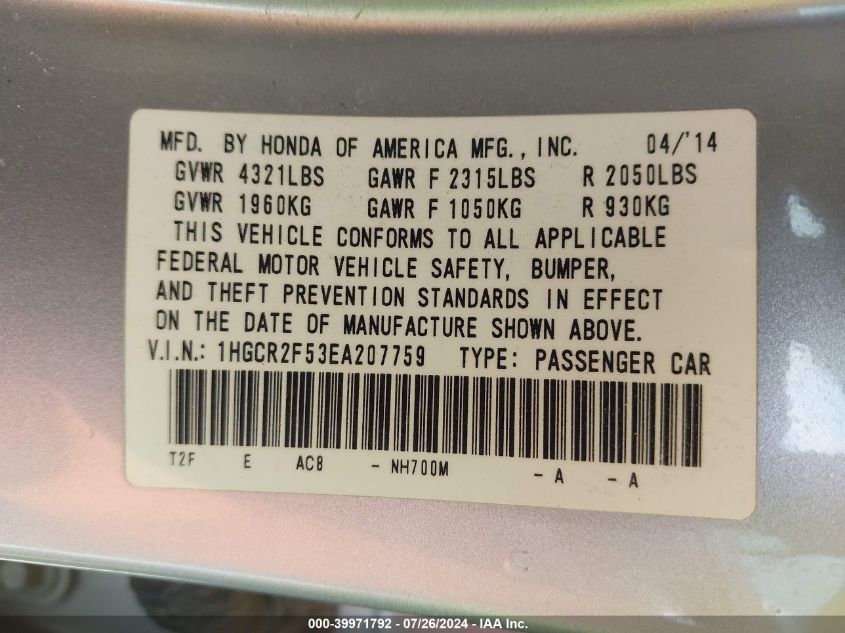 MFD. BY HONDA OF AMERICA MFG., INC. 04/'14
GVWR 4321LBS GAWR F 2315LBS R 2050LBS
GVWR 1960KG GAWR F 1050KG R 930KG
THIS VEHICLE CONFORMS TO ALL APPLICABLE
FEDERAL MOTOR VEHICLE SAFETY, BUMPER,
AND THEFT PREVENTION STANDARDS IN EFFECT
ON THE DATE OF MANUFACTURE SHOWN ABOVE.
V.I.N.: 1HGCR2F53EA207759 TYPE: PASSENGER CAR
T2F E AC8 - NH700M - A - A
000-39971792 - 07/26/2024 - IAA Inc.